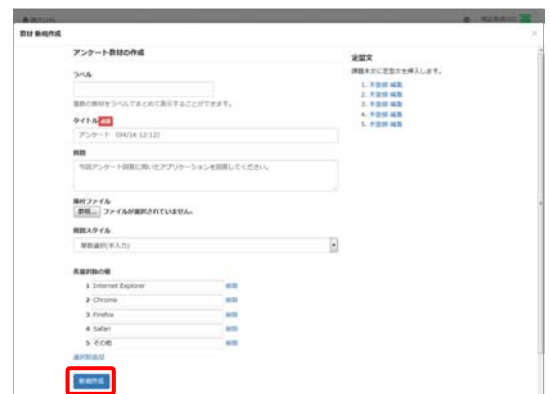 教材 新規作成
×
アンケート教材の作成
ラベル
複数の教材をラベルでまとめて表示することができます。
タイトル 必須
アンケート (04/16 12:12)
問題
今回アンケート回答に用いたアプリケーションを回答してください。
添付ファイル
参照... ファイルが選択されていません。
問題スタイル
複数選択(未入力)
各選択肢の欄
1 Internet Explorer 削除
2 Chrome 削除
3 Firefox 削除
4 Safari 削除
5 その他 削除
選択肢追加
新規作成
定型文
課題本文に定型文を挿入します。
1. 未登録 編集
2. 未登録 編集
3. 未登録 編集
4. 未登録 編集
5. 未登録 編集